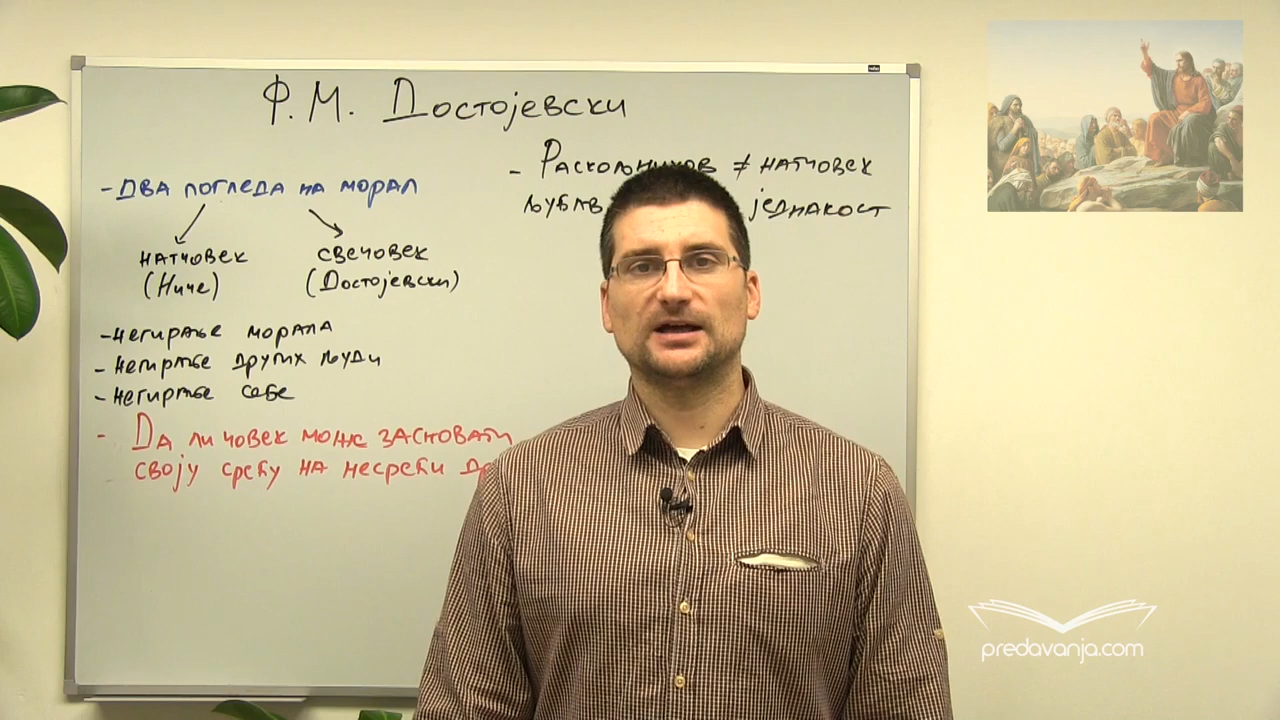 Ф.М. Достојевски
- ДВА ПОГЛЕДА НА МОРАЛ
НАТЧОВЕК
(Ниче)
СВЕЧОВЕК
(Достојевски)
- НЕГИРАЊЕ МОРАЛА
- НЕГИРАЊЕ ДРУГИХ ЉУДИ
- НЕГИРАЊЕ СЕБЕ
- ДА ЛИ ЧОВЕК МОЖЕ ЗАСНОВАТИ
СВОЈУ СРЕЋУ НА НЕСРЕЋИ
- РАСКОЉНИКОВ ≠ НАТЧОВЕК
ЈЕДНАКОСТ
predavanja.com